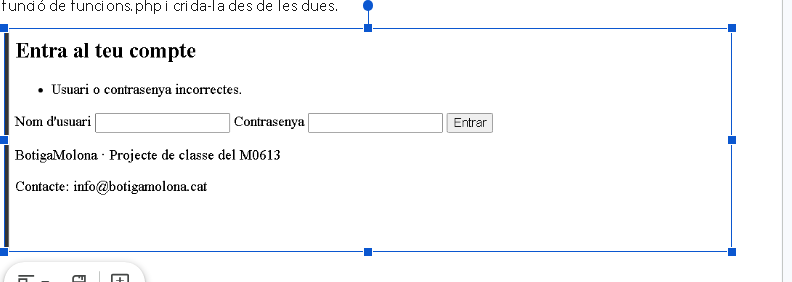 funció de funcions.php i crida-la des de les dues.
Entra al teu compte
• Usuari o contrasenya incorrectes.
Nom d'usuari Contrasenya Entrar
BotigaMolona · Projecte de classe del M0613
Contacte: info@botigamolona.cat